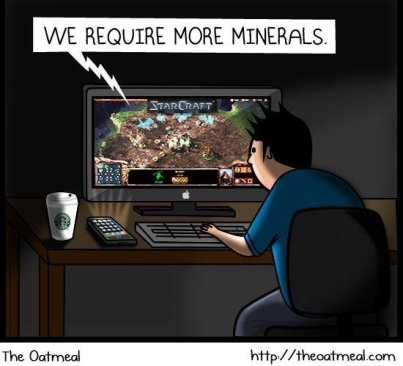 WE REQUIRE MORE MINERALS.
STARCRAFT
The Oatmeal
http://theoatmeal.com